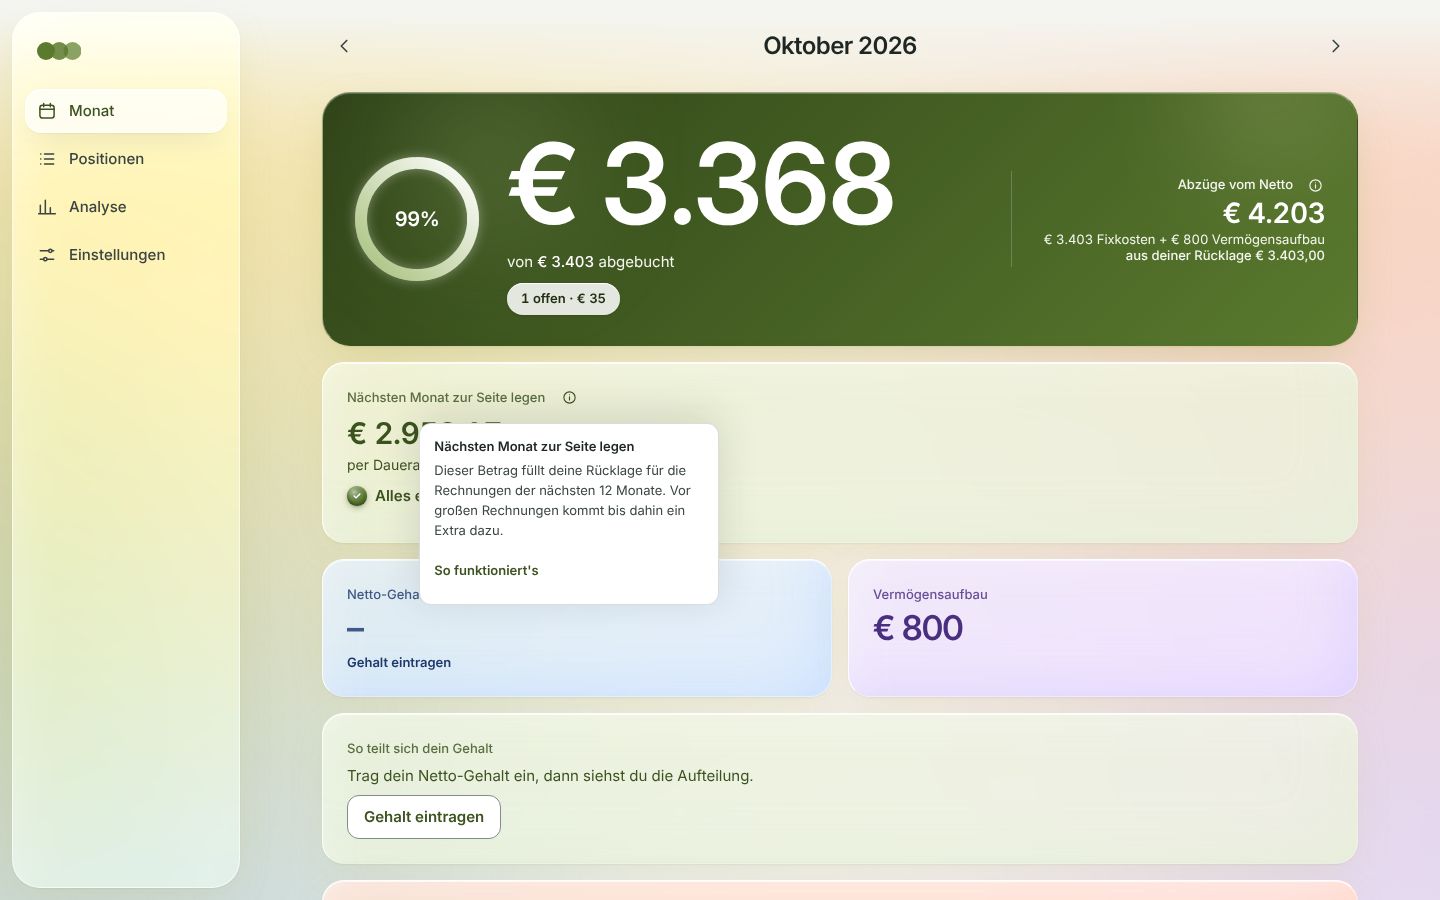 Oktober 2026
Monat
Positionen
Analyse
Einstellungen
99%
€ 3.368
von € 3.403 abgebucht
1 offen · € 35
Abzüge vom Netto
€ 4.203
€ 3.403 Fixkosten + € 800 Vermögensaufbau
aus deiner Rücklage € 3.403,00
Nächsten Monat zur Seite legen
€ 2.9
per Dauera
Alles e
Nächsten Monat zur Seite legen
Dieser Betrag füllt deine Rücklage für die
Rechnungen der nächsten 12 Monate. Vor
großen Rechnungen kommt bis dahin ein
Extra dazu.
So funktioniert's
Netto-Geha
–
Gehalt eintragen
Vermögensaufbau
€ 800
So teilt sich dein Gehalt
Trag dein Netto-Gehalt ein, dann siehst du die Aufteilung.
Gehalt eintragen